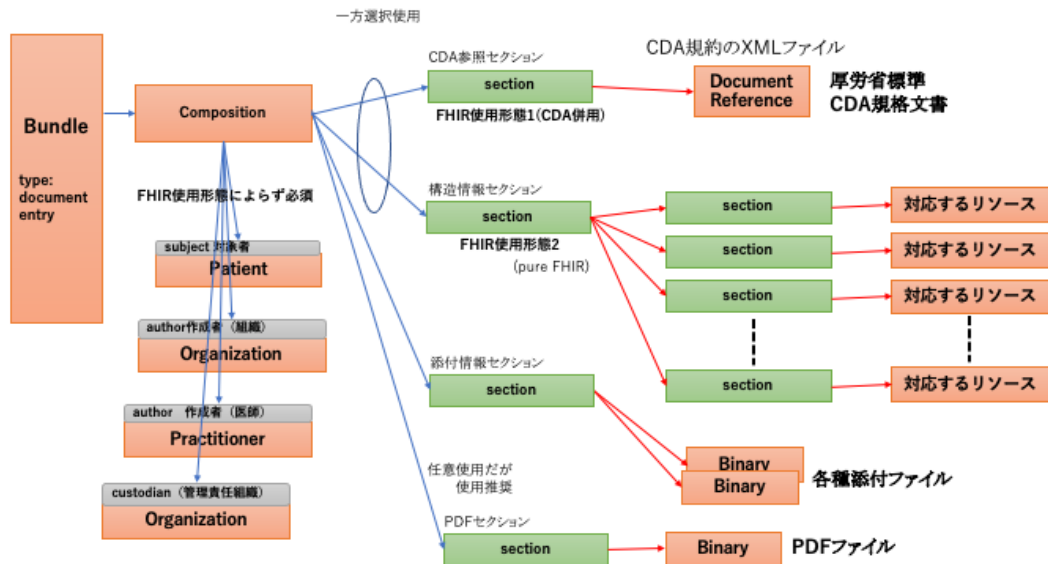 一方選択使用
Bundle
type:
document
entry
Composition
FHIR使用形態によらず必須
subject 対象者
Patient
author作成者（組織）
Organization
author　作成者（医師）
Practitioner
custodian（管理責任組織）
Organization
CDA参照セクション
section
FHIR使用形態1(CDA併用)
CDA規約のXMLファイル
Document
Reference
厚労省標準
CDA規格文書
構造情報セクション
section
FHIR使用形態2
(pure FHIR)
section
対応するリソース
section
対応するリソース
section
対応するリソース
section
対応するリソース
添付情報セクション
section
Binary
Binary
各種添付ファイル
任意使用だが
使用推奨
PDFセクション
section
Binary
PDFファイル